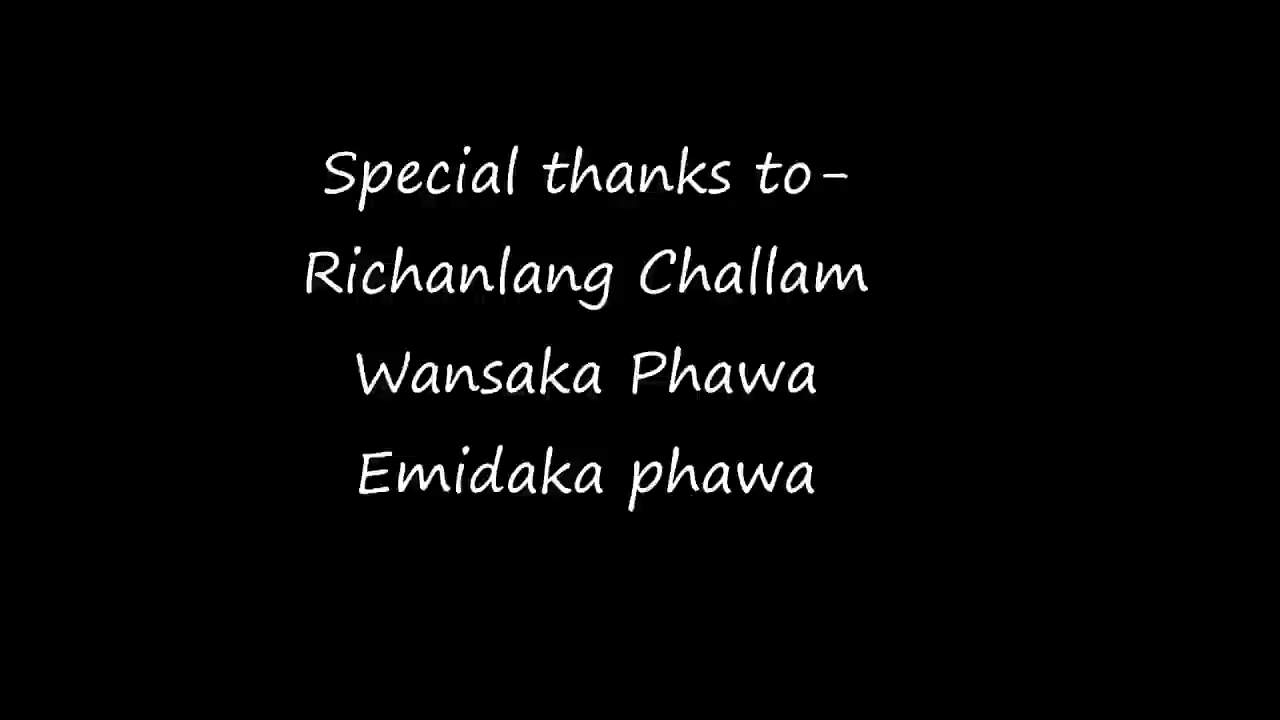 Special thanks to-
Richanlang Challam
Wansaka Phawa
Emidaka phawa